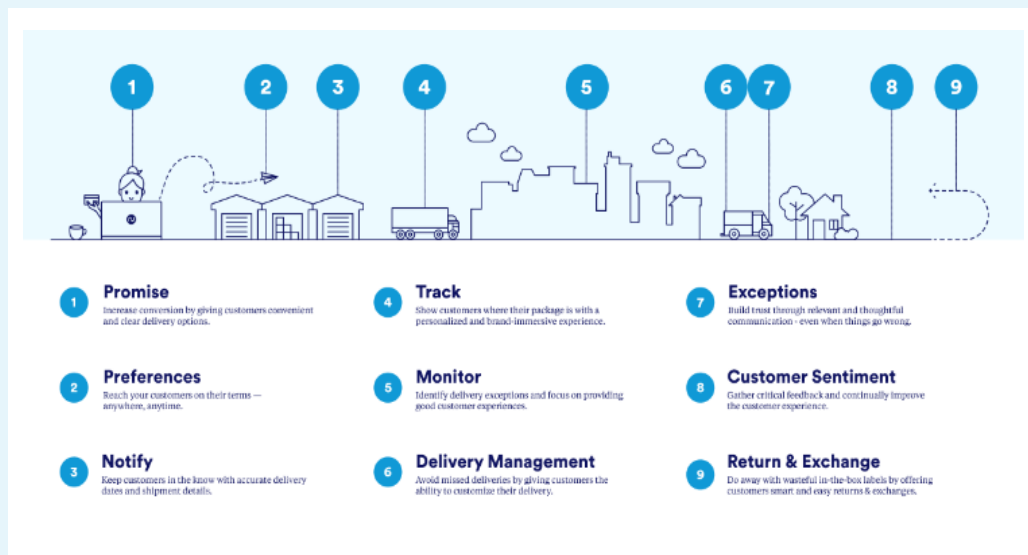 1 2 3 4 5 6 7 8 9
1 Promise
Increase conversion by giving customers convenient
and clear delivery options.
2 Preferences
Reach your customers on their terms —
anywhere, anytime.
3 Notify
Keep customers in the know with accurate delivery
dates and shipment details.
4 Track
Show customers where their package is with a
personalized and brand-immersive experience.
5 Monitor
Identify delivery exceptions and focus on providing
good customer experiences.
6 Delivery Management
Avoid missed deliveries by giving customers the
ability to customize their delivery.
7 Exceptions
Build trust through relevant and thoughtful
communication - even when things go wrong.
8 Customer Sentiment
Gather critical feedback and continually improve
the customer experience.
9 Return & Exchange
Do away with wasteful in-the-box labels by offering
customers smart and easy returns & exchanges.